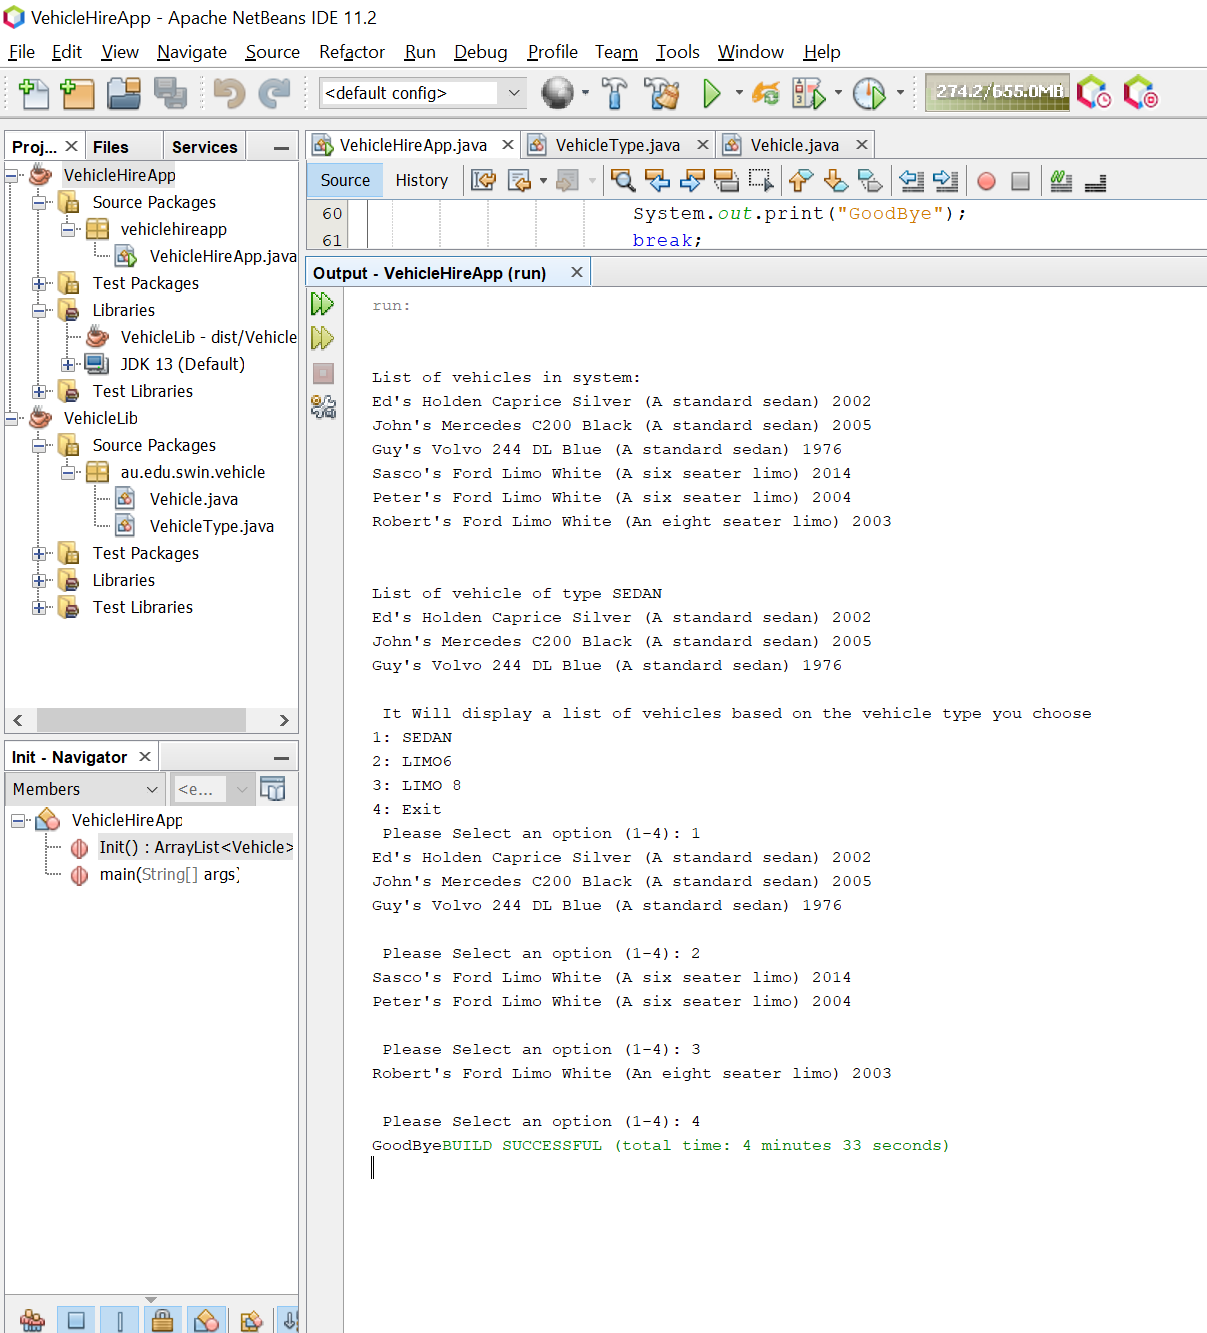 VehicleHireApp - Apache NetBeans IDE 11.2
File Edit View Navigate Source Refactor Run Debug Profile Team Tools Window Help
<default config>
274.2/655.0MB
Proj... Files Services
VehicleHireApp
Source Packages
vehiclehireapp
VehicleHireApp.java
Test Packages
Libraries
VehicleLib - dist/Vehicle
JDK 13 (Default)
Test Libraries
VehicleLib
Source Packages
au.edu.swin.vehicle
Vehicle.java
VehicleType.java
Test Packages
Libraries
Test Libraries
Init - Navigator
Members <e...
VehicleHireApp
Init() : ArrayList<Vehicle>
main(String[] args)
VehicleHireApp.java VehicleType.java Vehicle.java
Source History
60 System.out.print("GoodBye");
61 break;
Output - VehicleHireApp (run)
run:
List of vehicles in system:
Ed's Holden Caprice Silver (A standard sedan) 2002
John's Mercedes C200 Black (A standard sedan) 2005
Guy's Volvo 244 DL Blue (A standard sedan) 1976
Sasco's Ford Limo White (A six seater limo) 2014
Peter's Ford Limo White (A six seater limo) 2004
Robert's Ford Limo White (An eight seater limo) 2003
List of vehicle of type SEDAN
Ed's Holden Caprice Silver (A standard sedan) 2002
John's Mercedes C200 Black (A standard sedan) 2005
Guy's Volvo 244 DL Blue (A standard sedan) 1976
It Will display a list of vehicles based on the vehicle type you choose
1: SEDAN
2: LIMO6
3: LIMO 8
4: Exit
Please Select an option (1-4): 1
Ed's Holden Caprice Silver (A standard sedan) 2002
John's Mercedes C200 Black (A standard sedan) 2005
Guy's Volvo 244 DL Blue (A standard sedan) 1976
Please Select an option (1-4): 2
Sasco's Ford Limo White (A six seater limo) 2014
Peter's Ford Limo White (A six seater limo) 2004
Please Select an option (1-4): 3
Robert's Ford Limo White (An eight seater limo) 2003
Please Select an option (1-4): 4
GoodByeBUILD SUCCESSFUL (total time: 4 minutes 33 seconds)